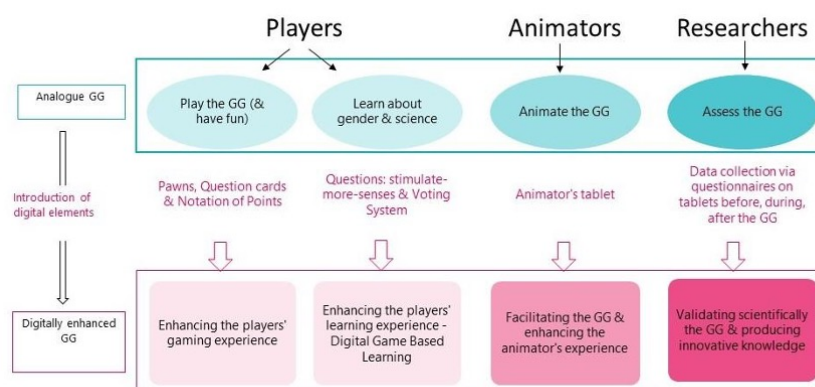 Players
Animators
Researchers
Analogue GG
Play the GG (&
have fun)
Learn about
gender & science
Animate the GG
Assess the GG
Introduction of
digital elements
Pawns, Question cards
& Notation of Points
Questions: stimulate-
more-senses & Voting
System
Animator's tablet
Data collection via
questionnaires on
tablets before, during,
after the GG
Digitally enhanced
GG
Enhancing the players'
gaming experience
Enhancing the players'
learning experience -
Digital Game Based
Learning
Facilitating the GG &
enhancing the
animator's experience
Validating scientifically
the GG & producing
innovative knowledge